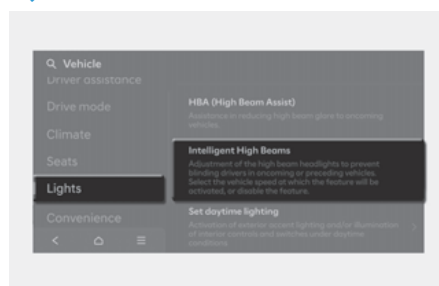 Vehicle
Driver assistance
Drive mode
Climate
Seats
Lights
Convenience
HBA (High Beam Assist)
Assistance in reducing high beam glare to oncoming
vehicles.
Intelligent High Beams
Adjustment of the high beam headlights to prevent
blinding drivers in oncoming or preceding vehicles.
Select the vehicle speed at which the feature will be
activated, or disable the feature.
Set daytime lighting
Activation of exterior accent lighting and/or illumination
of interior controls and switches under daytime
conditions